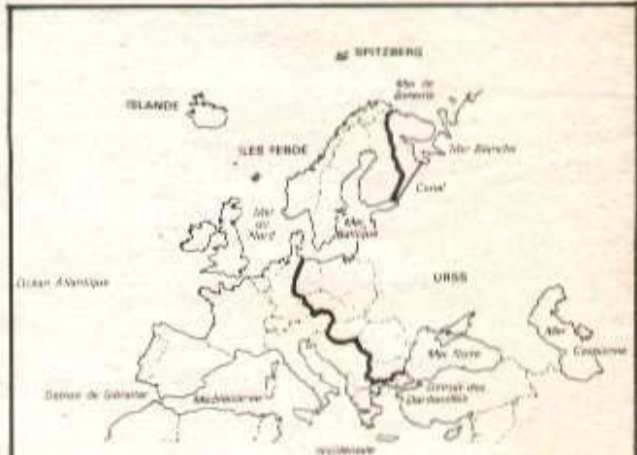 SPITZBERG
Mer de
Barentz
ISLANDE
Mer Blanche
ILES FEROE
Canal
Mer
du
Nord
Mer
Baltique
URSS
Océan Atlantique
Mer
Caspienne
Mer Noire
Détroit de Gibraltar
Méditerranée
Détroit des
Dardanelles